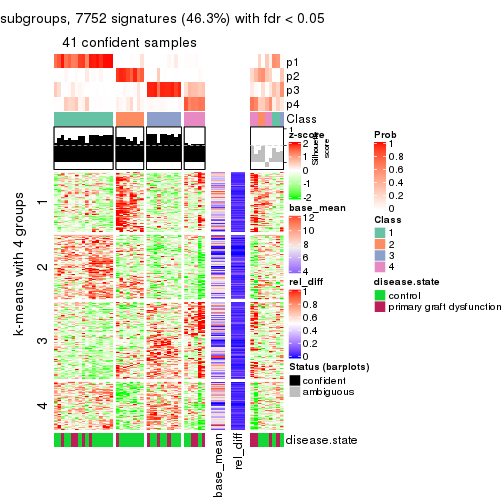 subgroups, 7752 signatures (46.3%) with fdr < 0.05
41 confident samples
p1
p2
p3
p4
Class
1
Silhouette
score
z-score
2
1
0
-1
-2
base_mean
12
10
8
6
4
rel_diff
1
0.8
0.6
0.4
0.2
0
Status (barplots)
confident
ambiguous
Prob
1
0.8
0.6
0.4
0.2
0
Class
1
2
3
4
disease.state
control
primary graft dysfunction
k-means with 4 groups
1
2
3
4
disease.state
base_mean
rel_diff